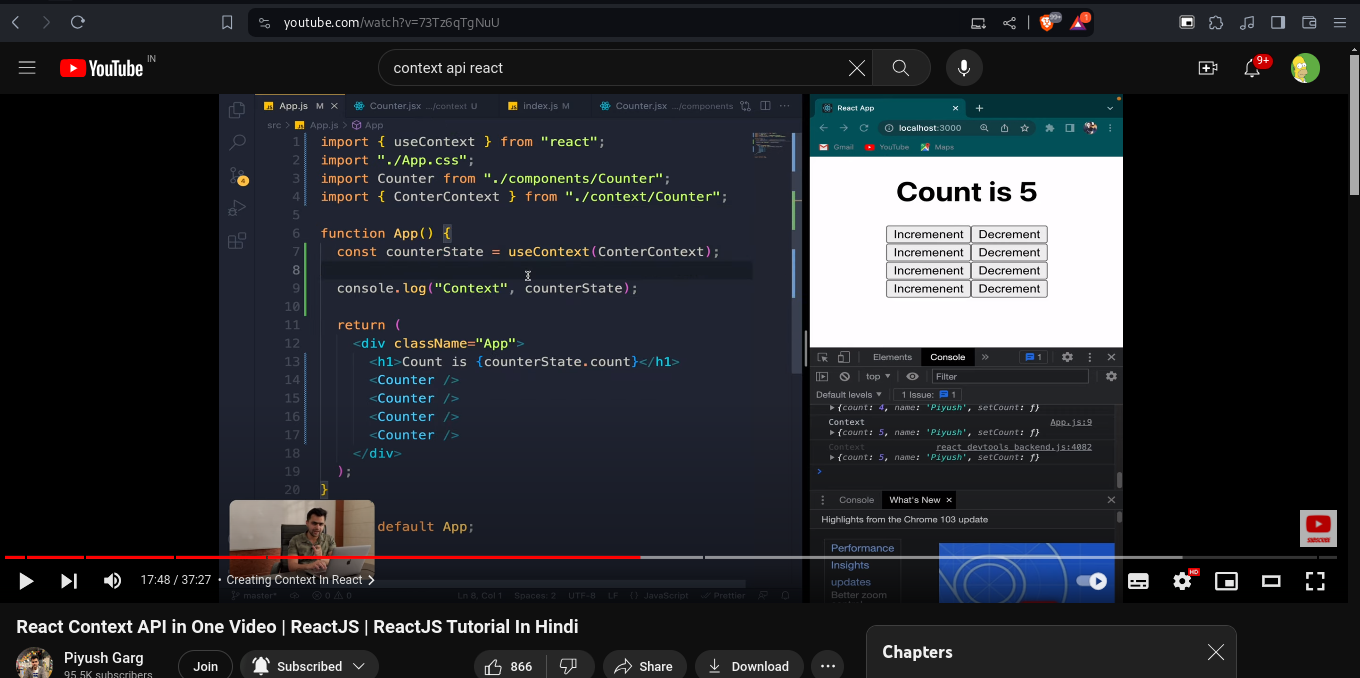 youtube.com/watch?v=73Tz6qTgNuU
99+
1
YouTube IN
context api react
9+
App.js M
Counter.jsx .../context U
index.js M
Counter.jsx .../components
src > App.js > App
1 import { useContext } from "react";
2 import "./App.css";
3 import Counter from "./components/Counter";
4 import { ConterContext } from "./context/Counter";
5
6 function App() {
7 const counterState = useContext(ConterContext);
8
9 console.log("Context", counterState);
10
11 return (
12 <div className="App">
13 <h1>Count is {counterState.count}</h1>
14 <Counter />
15 <Counter />
16 <Counter />
17 <Counter />
18 </div>
19 );
20 }
default App;
4
master*
0 0
Ln 8, Col 1 Spaces: 2 UTF-8 LF {} JavaScript Prettier
React App
localhost:3000
Gmail YouTube Maps
Count is 5
Incremenent Decrement
Incremenent Decrement
Incremenent Decrement
Incremenent Decrement
Elements Console » 1
top Filter
Default levels 1 Issue: 1
{count: 4, name: 'Piyush', setCount: ƒ}
Context App.js:9
{count: 5, name: 'Piyush', setCount: ƒ}
Context react_devtools_backend.js:4082
{count: 5, name: 'Piyush', setCount: ƒ}
Console What's New
Highlights from the Chrome 103 update
Performance
Insights
updates
Better zoom
SUBSCRIBE
17:48 / 37:27 • Creating Context In React
HD
React Context API in One Video | ReactJS | ReactJS Tutorial In Hindi
Piyush Garg
95.5K subscribers
Join
Subscribed
866
Share
Download
Chapters